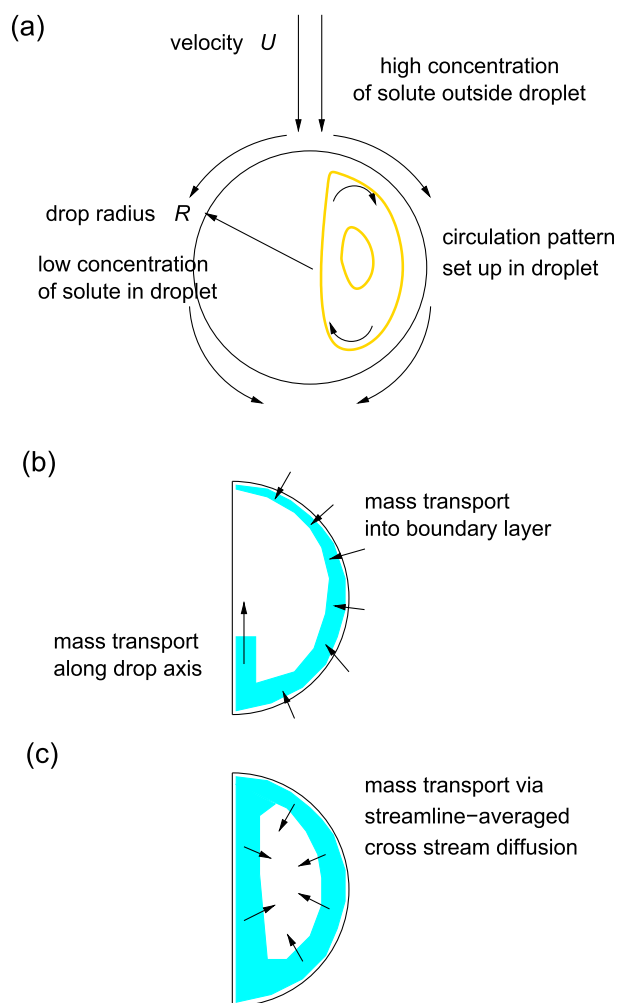 (a)
velocity U
high concentration
of solute outside droplet
drop radius R
low concentration
of solute in droplet
circulation pattern
set up in droplet
(b)
mass transport
into boundary layer
mass transport
along drop axis
(c)
mass transport via
streamline−averaged
cross stream diffusion